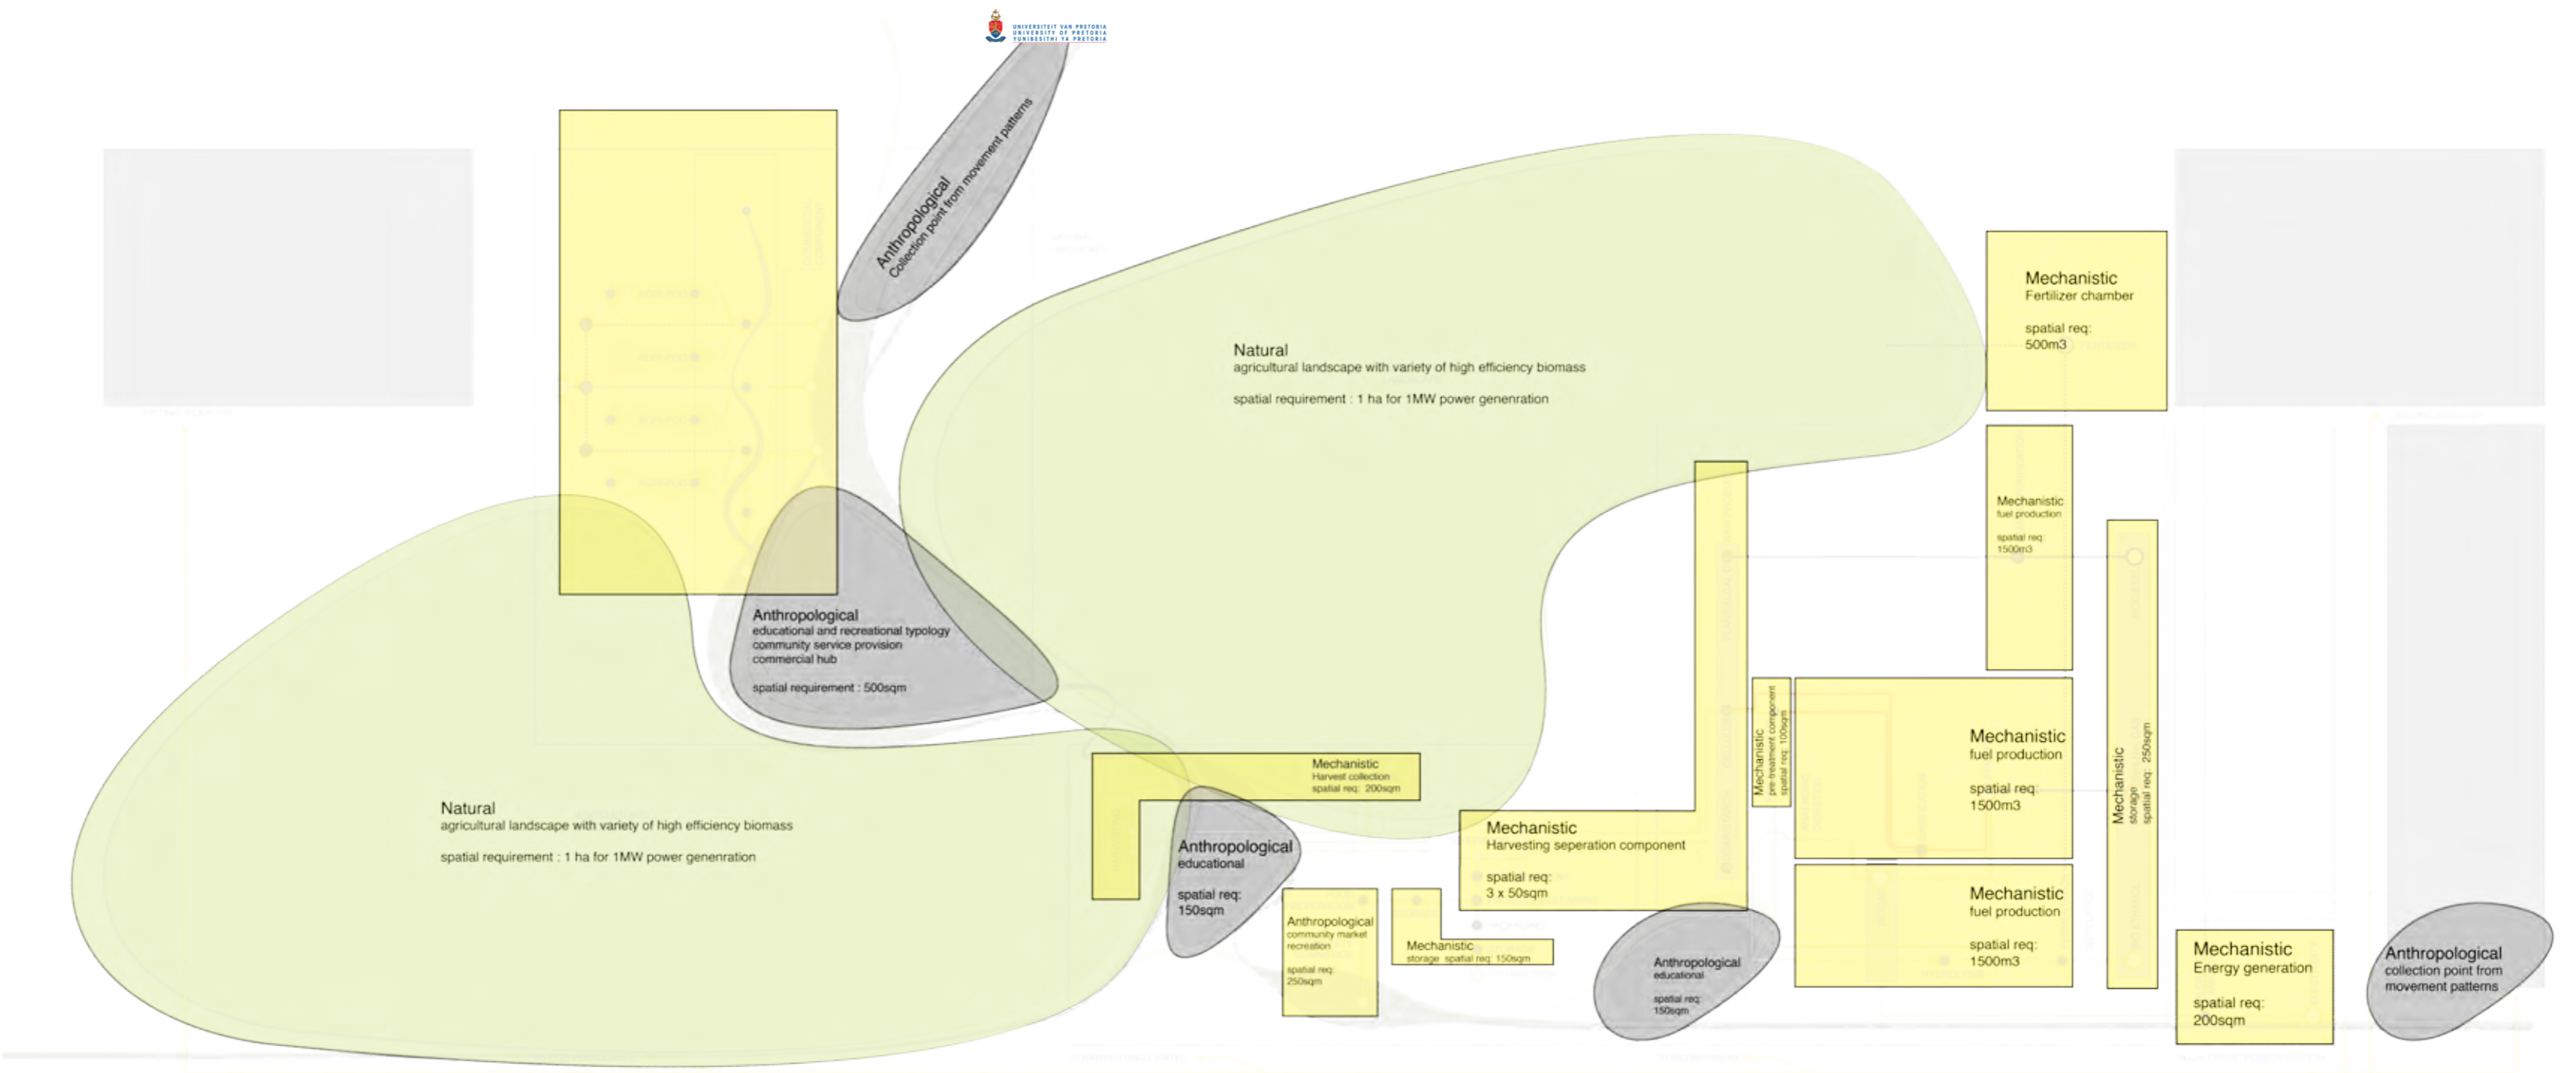 UNIVERSITEIT VAN PRETORIA
UNIVERSITY OF PRETORIA
YUNIBESITHI YA PRETORIA
Anthropological
Collection point from movement patterns
Mechanistic
Fertilizer chamber
spatial req:
500m3
Natural
agricultural landscape with variety of high efficiency biomass
spatial requirement : 1 ha for 1MW power genenration
Mechanistic
fuel production
spatial req:
1500m3
Anthropological
educational and recreational typology
community service provision
commercial hub
spatial requirement : 500sqm
Mechanistic
pre-treatment component
spatial req: 100sqm
Mechanistic
fuel production
spatial req:
1500m3
Mechanistic
storage
spatial req: 250sqm
Mechanistic
Harvest collection
spatial req: 200sqm
Natural
agricultural landscape with variety of high efficiency biomass
spatial requirement : 1 ha for 1MW power genenration
Anthropological
educational
spatial req:
150sqm
Mechanistic
Harvesting seperation component
spatial req:
3 x 50sqm
Mechanistic
fuel production
spatial req:
1500m3
Anthropological
community market
recreation
spatial req:
250sqm
Mechanistic
storage spatial req: 150sqm
Anthropological
educational
spatial req:
150sqm
Mechanistic
Energy generation
spatial req:
200sqm
Anthropological
collection point from
movement patterns